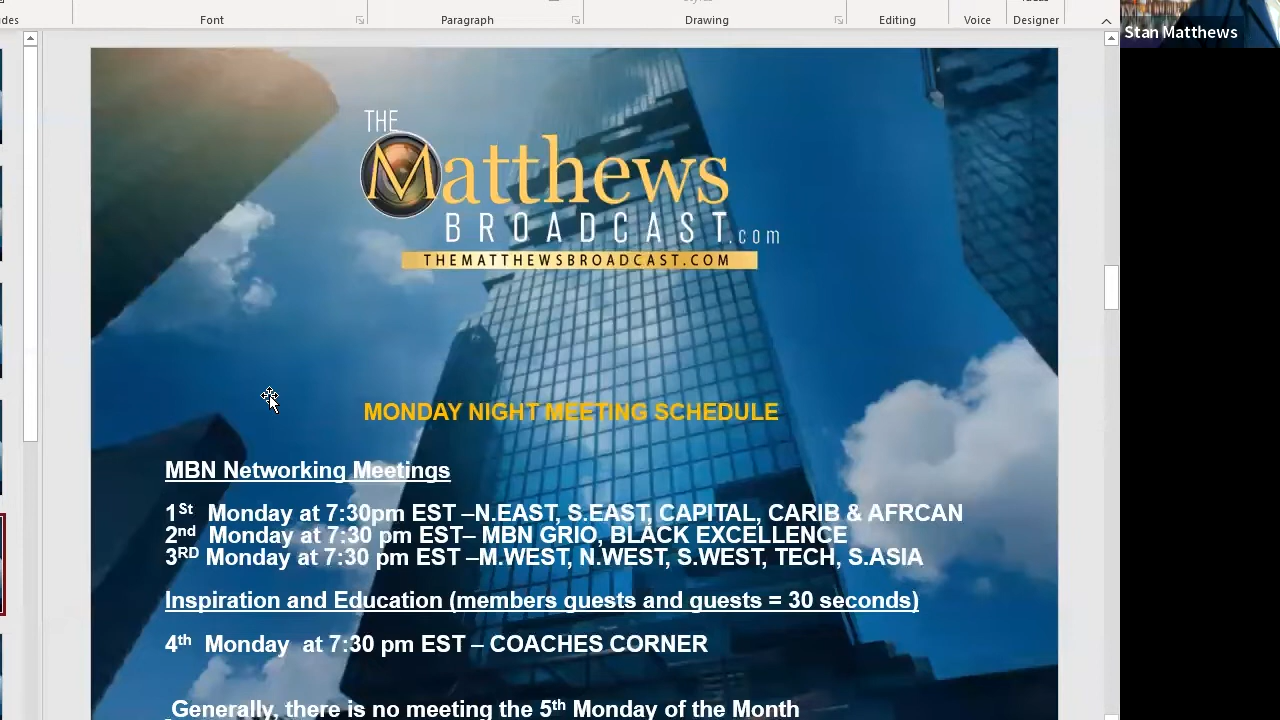 des
Font
Paragraph
Drawing
Editing
Voice
Designer
Stan Matthews
THE
Matthews
BROADCAST.com
THEMATTHEWSBROADCAST.COM
MONDAY NIGHT MEETING SCHEDULE
MBN Networking Meetings
1St Monday at 7:30pm EST –N.EAST, S.EAST, CAPITAL, CARIB & AFRCAN
2nd Monday at 7:30 pm EST– MBN GRIO, BLACK EXCELLENCE
3RD Monday at 7:30 pm EST –M.WEST, N.WEST, S.WEST, TECH, S.ASIA
Inspiration and Education (members guests and guests = 30 seconds)
4th Monday at 7:30 pm EST – COACHES CORNER
Generally, there is no meeting the 5th Monday of the Month